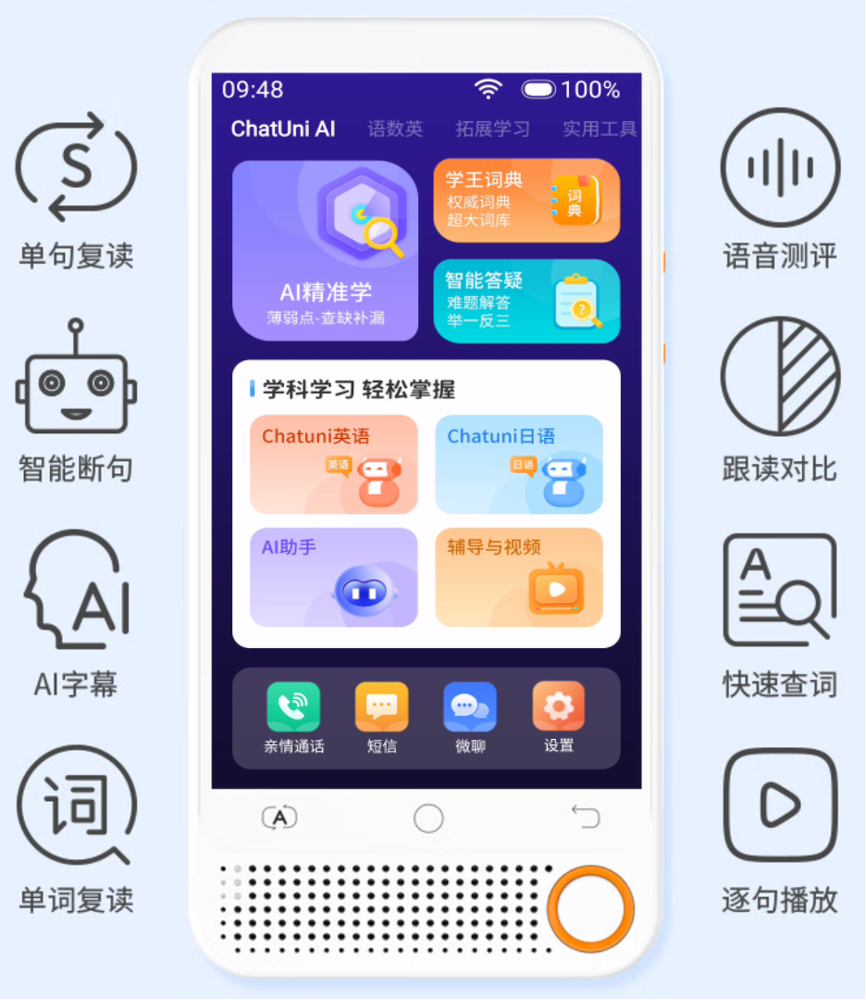 S
单句复读
智能断句
AI
AI字幕
词
单词复读
09:48
100%
ChatUni AI
语数英
拓展学习
实用工具
AI精准学
薄弱点-查缺补漏
学王词典
权威词典
超大词库
词
典
智能答疑
难题解答
举一反三
?
学科学习 轻松掌握
Chatuni英语
英语
Chatuni日语
日语
AI助手
辅导与视频
亲情通话
短信
微聊
设置
A
语音测评
跟读对比
A
快速查词
逐句播放